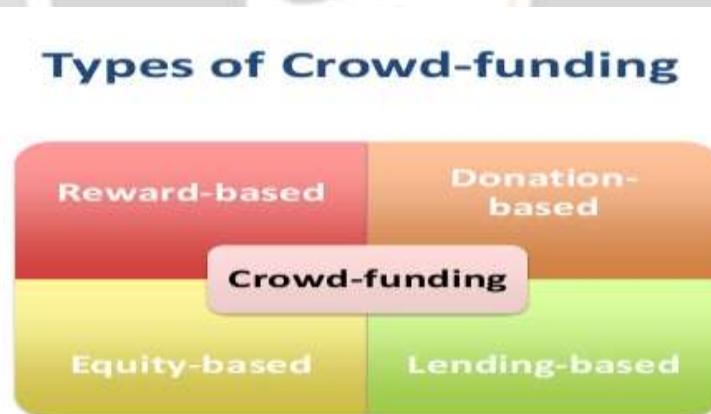 Types of Crowd-funding
Reward-based
Donation-
based
Crowd-funding
Equity-based
Lending-based